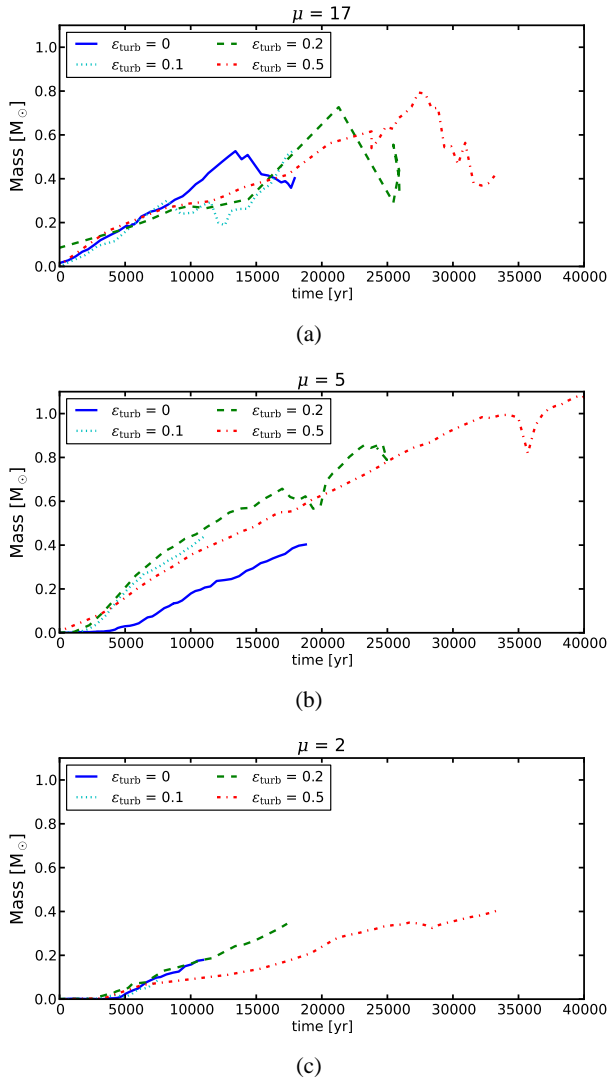 μ = 17
ε_turb = 0 ε_turb = 0.2
ε_turb = 0.1 ε_turb = 0.5
1.0
0.8
0.6
0.4
0.2
0.0
Mass [M⊙]
0 5000 10000 15000 20000 25000 30000 35000 40000
time [yr]
(a)
μ = 5
ε_turb = 0 ε_turb = 0.2
ε_turb = 0.1 ε_turb = 0.5
1.0
0.8
0.6
0.4
0.2
0.0
Mass [M⊙]
0 5000 10000 15000 20000 25000 30000 35000 40000
time [yr]
(b)
μ = 2
ε_turb = 0 ε_turb = 0.2
ε_turb = 0.1 ε_turb = 0.5
1.0
0.8
0.6
0.4
0.2
0.0
Mass [M⊙]
0 5000 10000 15000 20000 25000 30000 35000 40000
time [yr]
(c)